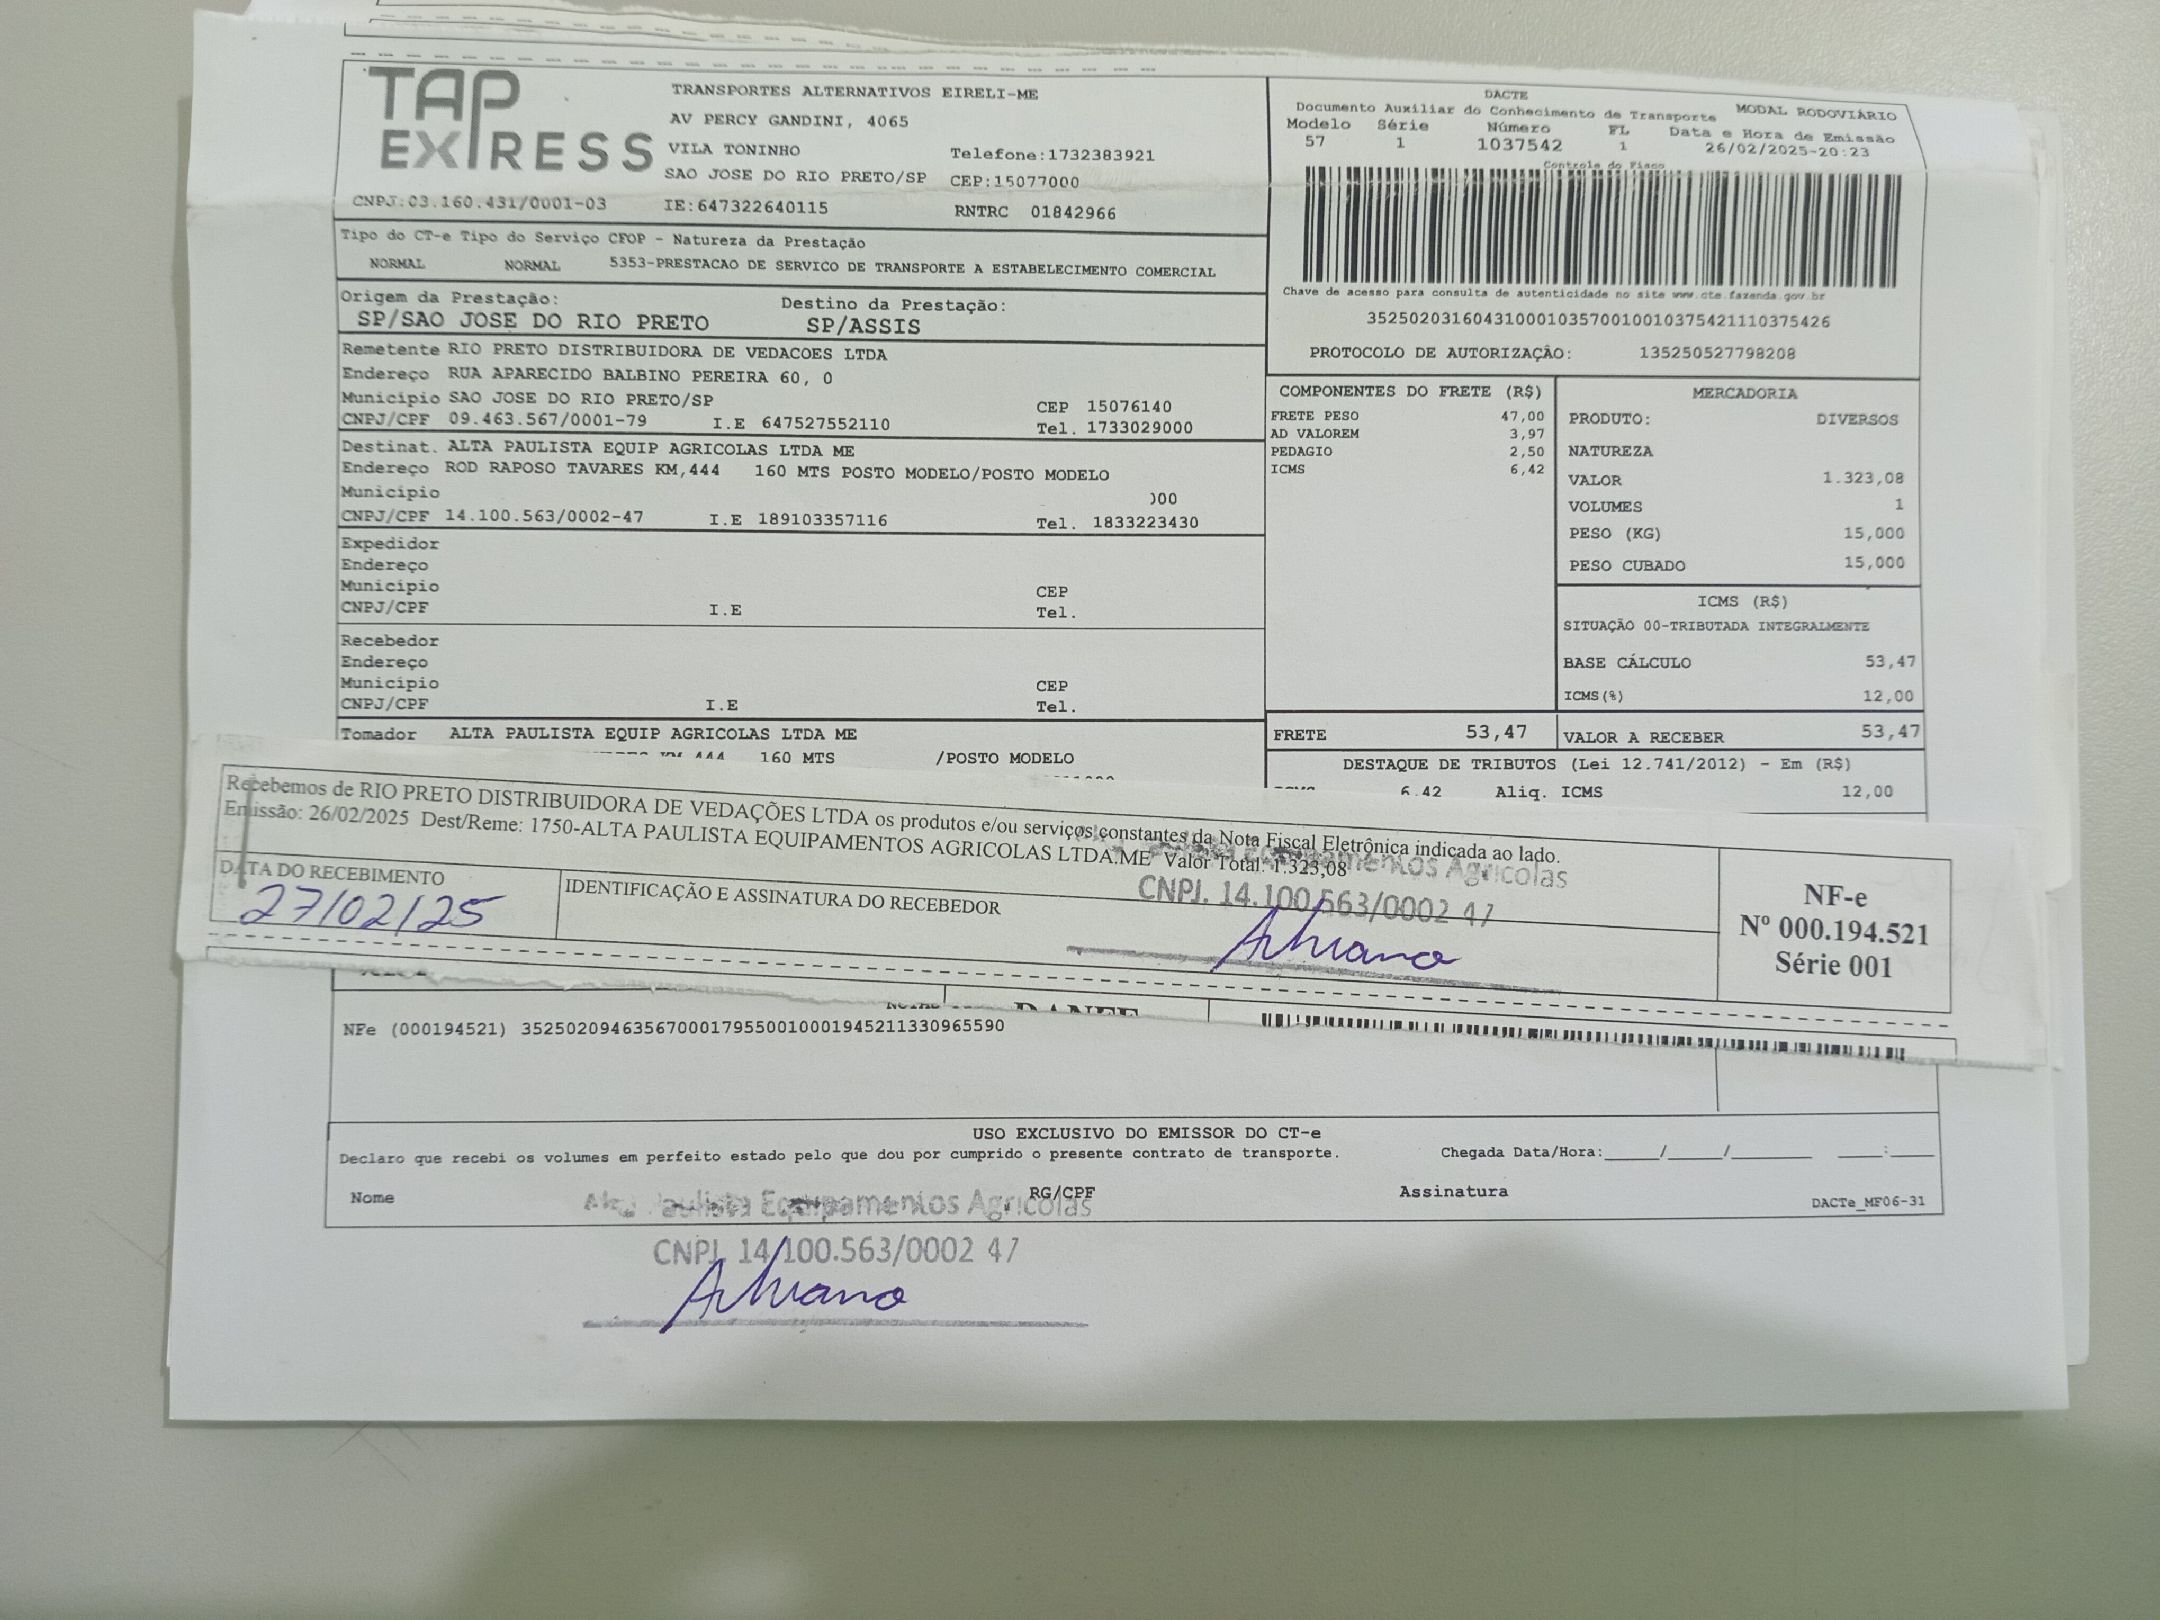 TAP EXPRESS
TRANSPORTES ALTERNATIVOS EIRELI-ME
AV PERCY GANDINI, 4065
VILA TONINHO Telefone:1732383921
SAO JOSE DO RIO PRETO/SP CEP:15077000
CNPJ:03.160.431/0001-03 IE:647322640115 RNTRC 01842966
DACTE
Documento Auxiliar do Conhecimento de Transporte MODAL RODOVIÁRIO
Modelo Série Número FL Data e Hora de Emissão
57 1 1037542 1 26/02/2025-20:23
Controle do Fisco
Chave de acesso para consulta de autenticidade no site www.cte.fazenda.gov.br
35250203160431000103570010010375421110375426
PROTOCOLO DE AUTORIZAÇÃO: 135250527798208
Tipo do CT-e Tipo do Serviço CFOP - Natureza da Prestação
NORMAL NORMAL 5353-PRESTACAO DE SERVICO DE TRANSPORTE A ESTABELECIMENTO COMERCIAL
Origem da Prestação: Destino da Prestação:
SP/SAO JOSE DO RIO PRETO SP/ASSIS
Remetente RIO PRETO DISTRIBUIDORA DE VEDACOES LTDA
Endereço RUA APARECIDO BALBINO PEREIRA 60, 0
Município SAO JOSE DO RIO PRETO/SP CEP 15076140
CNPJ/CPF 09.463.567/0001-79 I.E 647527552110 Tel. 1733029000
Destinat. ALTA PAULISTA EQUIP AGRICOLAS LTDA ME
Endereço ROD RAPOSO TAVARES KM,444 160 MTS POSTO MODELO/POSTO MODELO
Município 00
CNPJ/CPF 14.100.563/0002-47 I.E 189103357116 Tel. 1833223430
Expedidor
Endereço
Município CEP
CNPJ/CPF I.E Tel.
Recebedor
Endereço
Município CEP
CNPJ/CPF I.E Tel.
Tomador ALTA PAULISTA EQUIP AGRICOLAS LTDA ME
160 MTS /POSTO MODELO
COMPONENTES DO FRETE (R$)
FRETE PESO 47,00
AD VALOREM 3,97
PEDAGIO 2,50
ICMS 6,42
MERCADORIA
PRODUTO: DIVERSOS
NATUREZA
VALOR 1.323,08
VOLUMES 1
PESO (KG) 15,000
PESO CUBADO 15,000
ICMS (R$)
SITUAÇÃO 00-TRIBUTADA INTEGRALMENTE
BASE CÁLCULO 53,47
ICMS(%) 12,00
FRETE 53,47 VALOR A RECEBER 53,47
DESTAQUE DE TRIBUTOS (Lei 12.741/2012) - Em (R$)
6.42 Aliq. ICMS 12,00
Recebemos de RIO PRETO DISTRIBUIDORA DE VEDAÇÕES LTDA os produtos e/ou serviços constantes da Nota Fiscal Eletrônica indicada ao lado.
Emissão: 26/02/2025 Dest/Reme: 1750-ALTA PAULISTA EQUIPAMENTOS AGRICOLAS LTDA.ME Valor Total: 1.323,08
Equipamentos Agricolas
CNPJ. 14.100.563/0002 47
DATA DO RECEBIMENTO
27/02/25
IDENTIFICAÇÃO E ASSINATURA DO RECEBEDOR
NF-e
Nº 000.194.521
Série 001
DANFE
NFe (000194521) 35250209463567000179550010001945211330965590
USO EXCLUSIVO DO EMISSOR DO CT-e
Declaro que recebi os volumes em perfeito estado pelo que dou por cumprido o presente contrato de transporte. Chegada Data/Hora:_____/_____/_______ ____:____
Nome RG/CPF Assinatura DACTe_MF06-31
Alta Paulista Equipamentos Agricolas
CNPJ. 14.100.563/0002 47